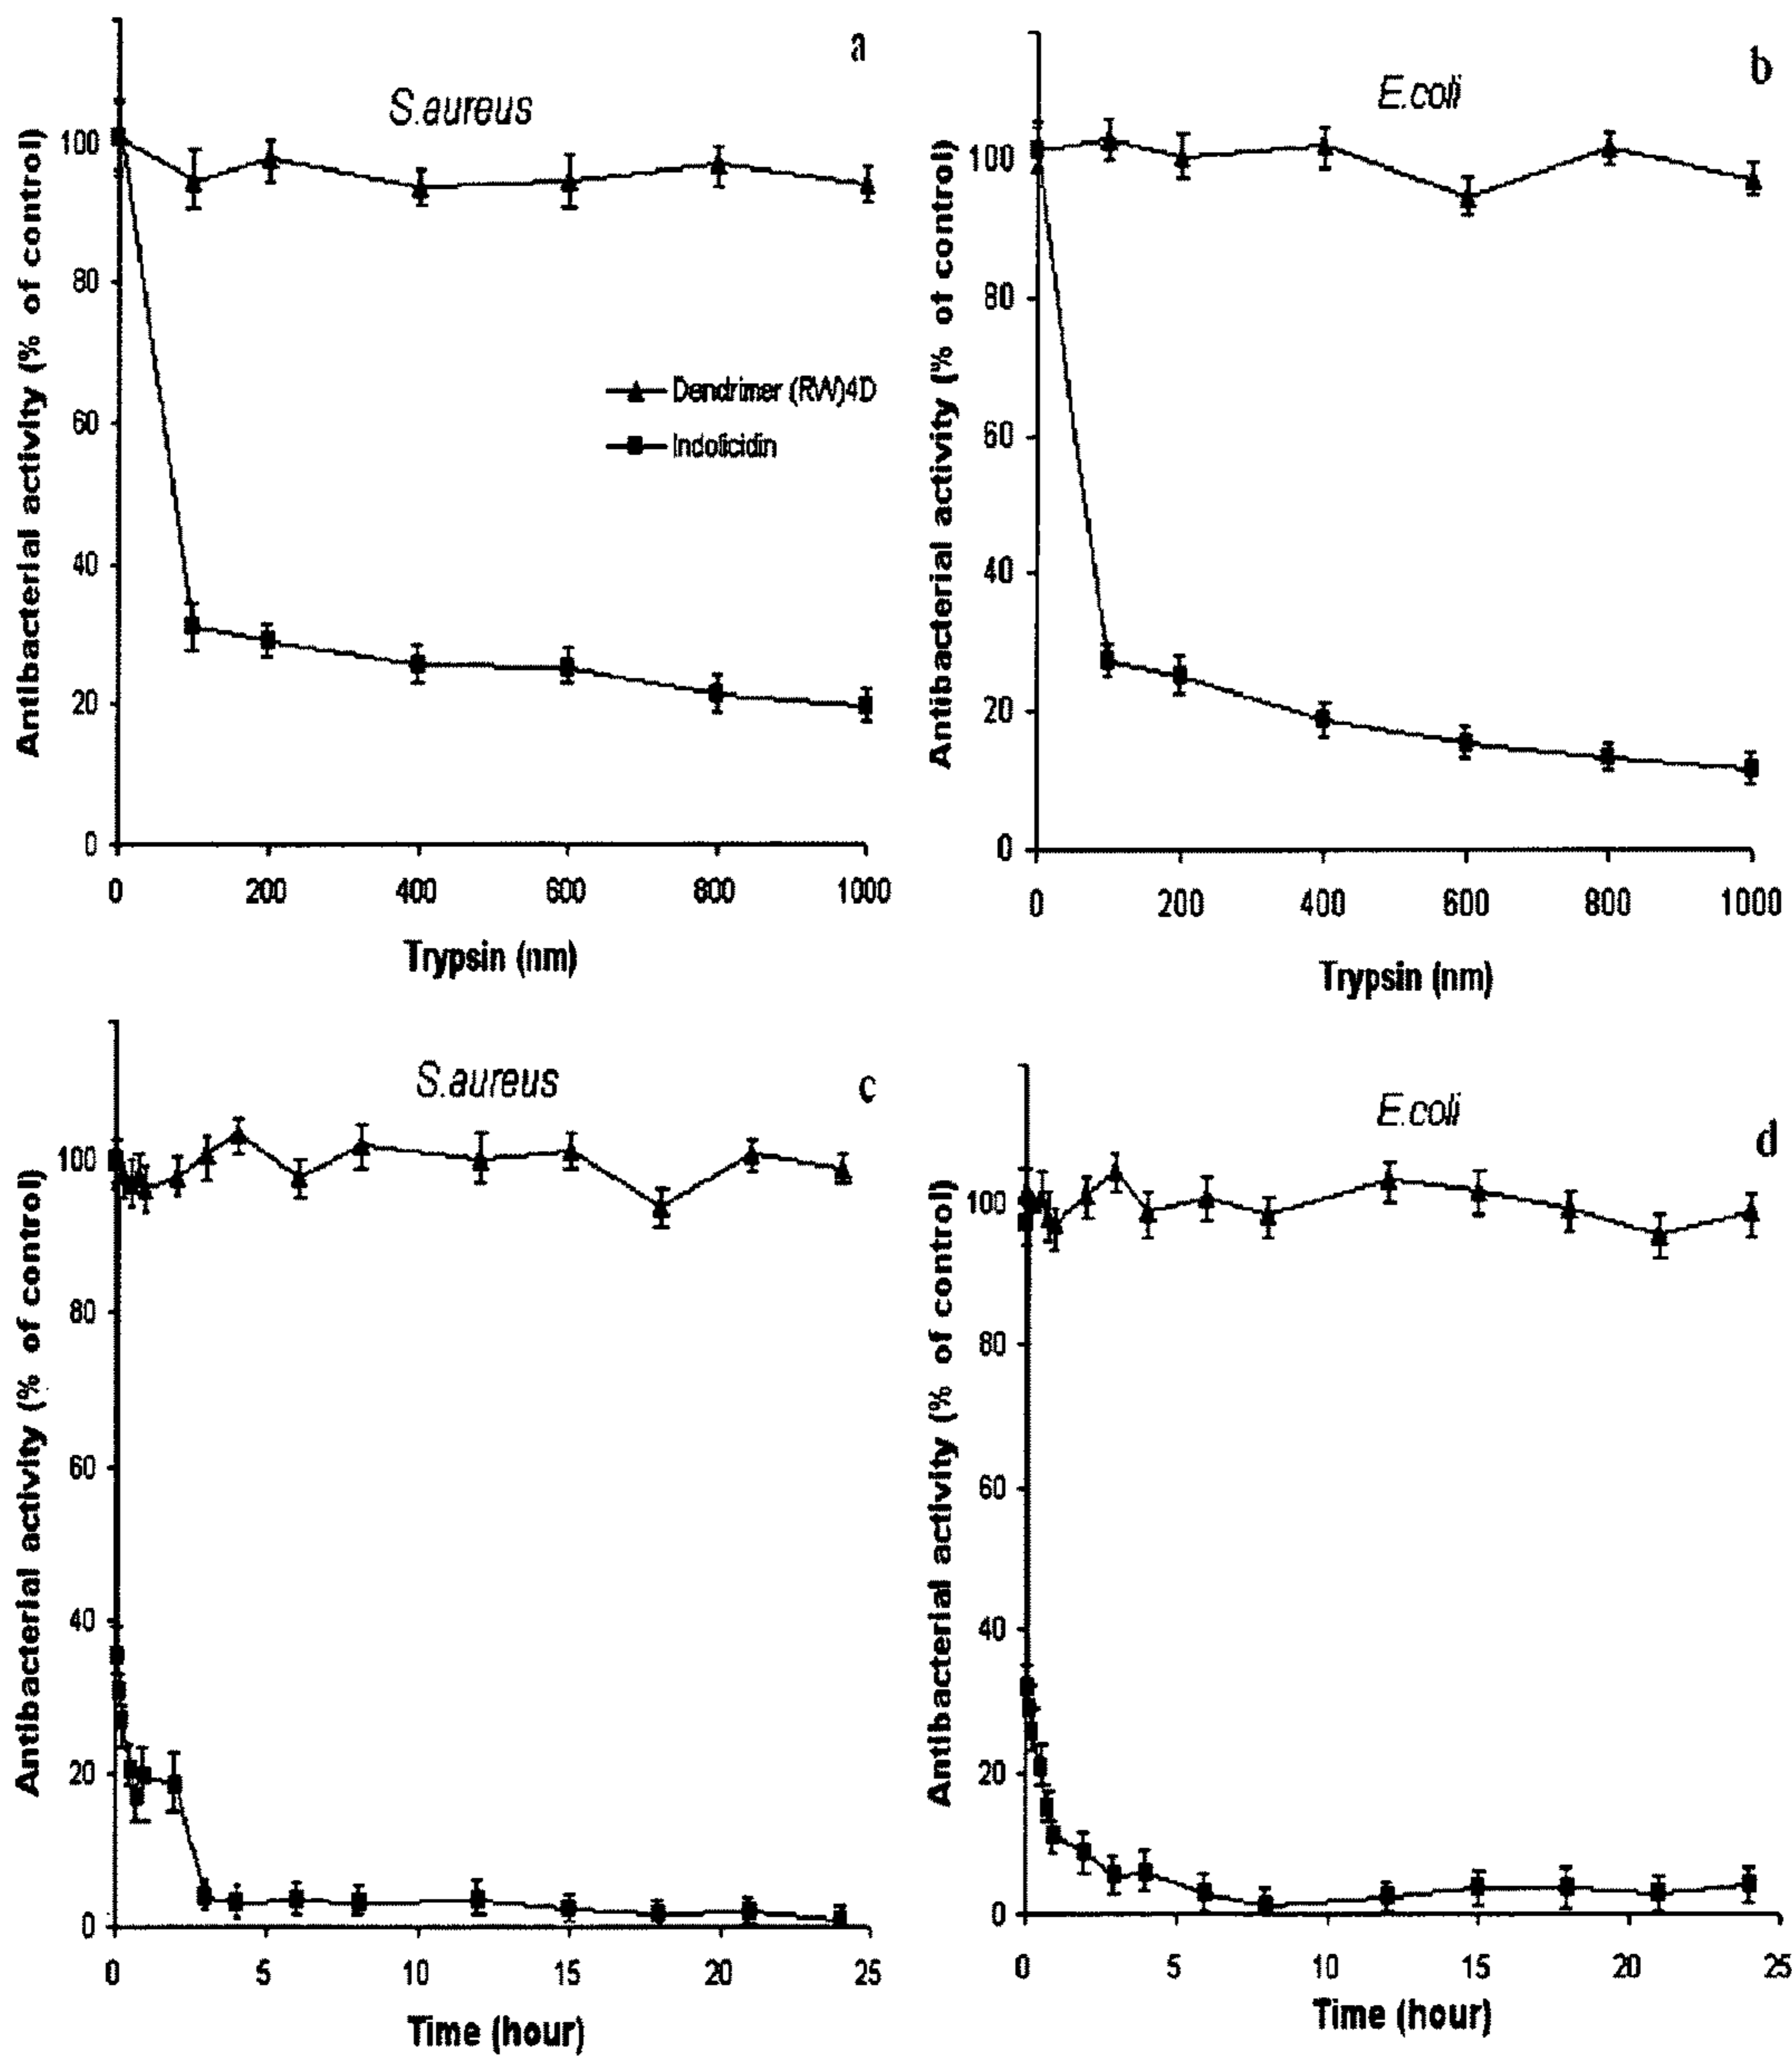 a
S.aureus
Antibacterial activity (% of control)
100
80
60
40
20
0
Dendrimer (RW)4D
Indolicidin
0 200 400 600 800 1000
Trypsin (nm)
b
E.coli
Antibacterial activity (% of control)
100
80
60
40
20
0
0 200 400 600 800 1000
Trypsin (nm)
c
S.aureus
Antibacterial activity (% of control)
100
80
60
40
20
0
0 5 10 15 20 25
Time (hour)
d
E.coli
Antibacterial activity (% of control)
100
80
60
40
20
0
0 5 10 15 20 25
Time (hour)